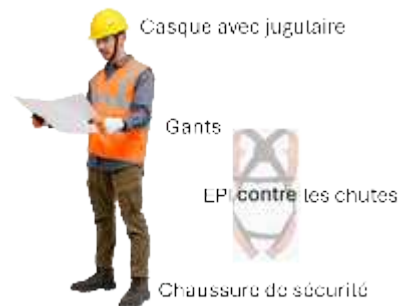 Casque avec jugulaire
Gants
EPI contre les chutes
Chaussure de sécurité